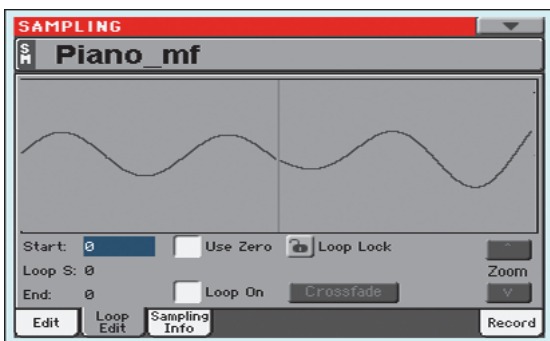 SAMPLING
SM Piano_mf
Start: 0 Use Zero Loop Lock
Loop S: 0 Zoom
End: 0 Loop On Crossfade
Edit Loop Edit Sampling Info Record